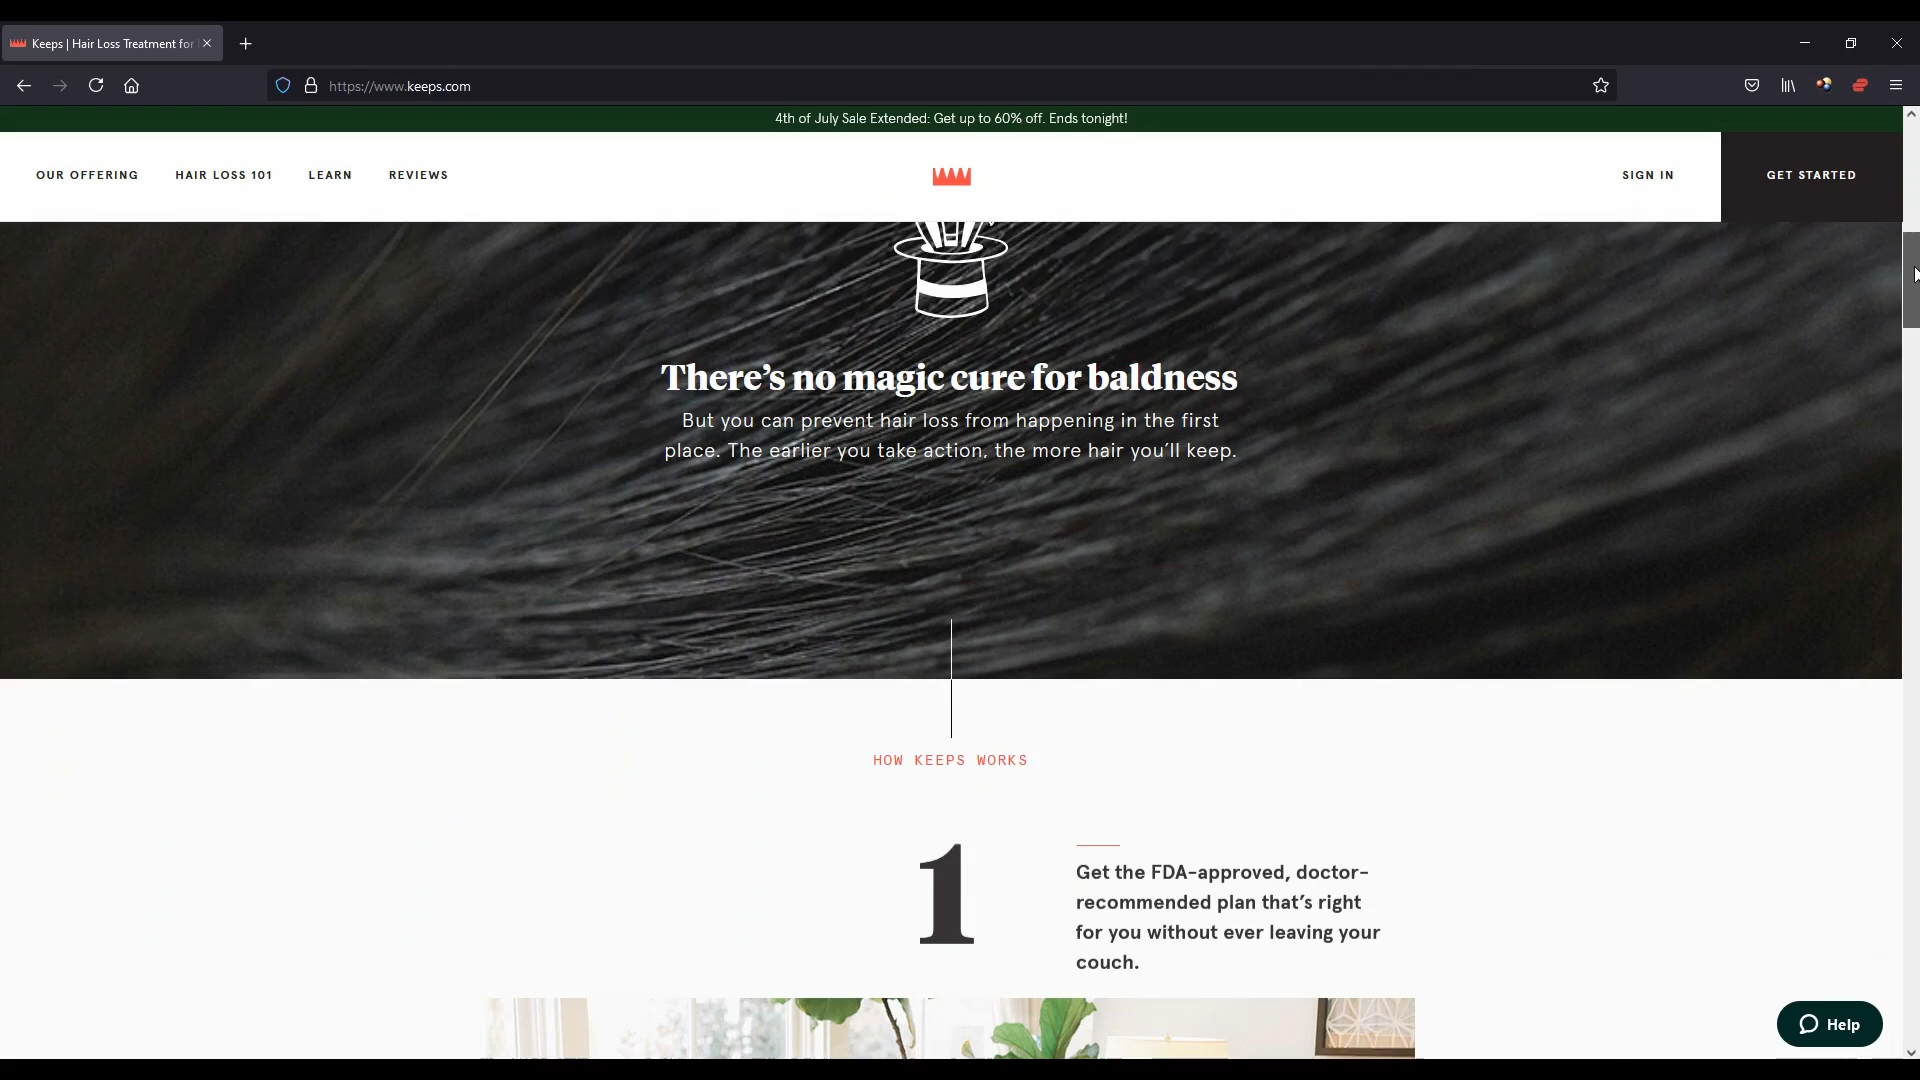 Keeps | Hair Loss Treatment for
https://www.keeps.com
4th of July Sale Extended: Get up to 60% off. Ends tonight!
OUR OFFERING
HAIR LOSS 101
LEARN
REVIEWS
SIGN IN
GET STARTED
There’s no magic cure for baldness
But you can prevent hair loss from happening in the first
place. The earlier you take action, the more hair you’ll keep.
HOW KEEPS WORKS
1
Get the FDA-approved, doctor-
recommended plan that’s right
for you without ever leaving your
couch.
Help